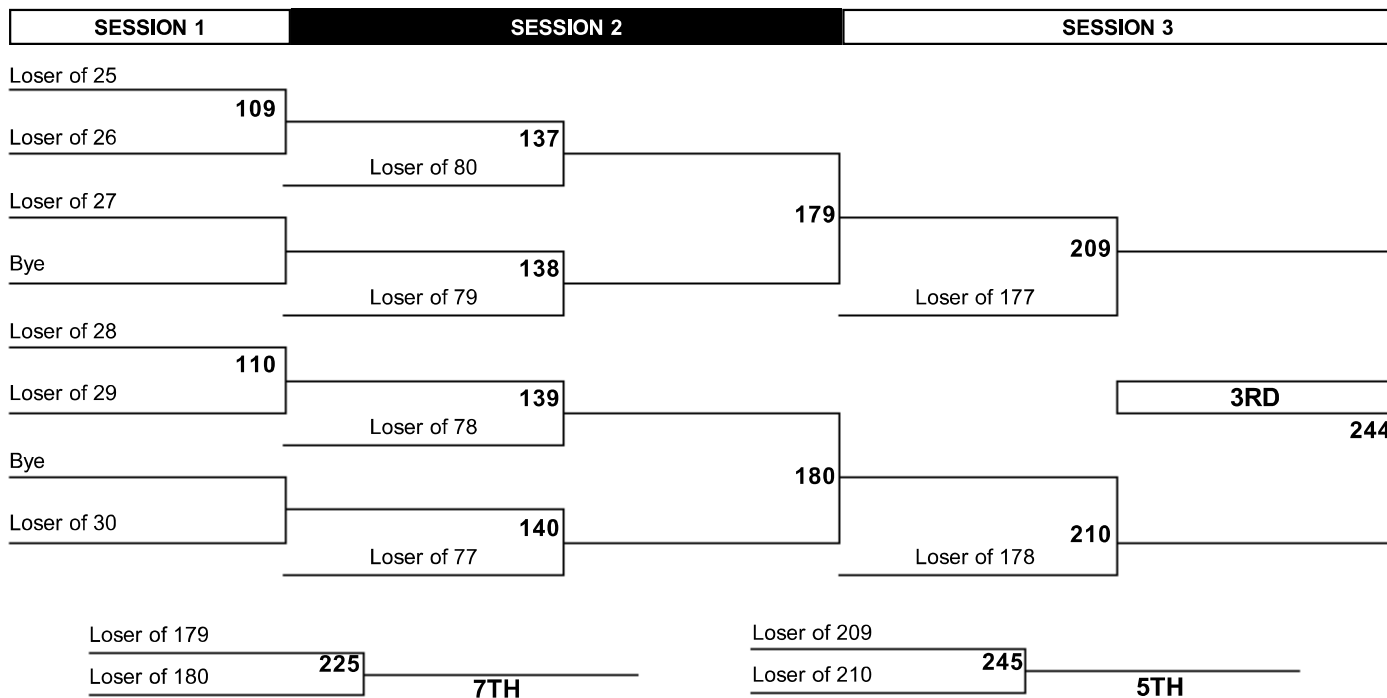 SESSION 1 SESSION 2 SESSION 3
Loser of 25
109
Loser of 26
137
Loser of 80
Loser of 27
179
Bye
138
209
Loser of 79
Loser of 177
Loser of 28
110
Loser of 29
139
3RD
Loser of 78
244
Bye
180
Loser of 30
140
210
Loser of 77
Loser of 178
Loser of 179
225
Loser of 180
7TH
Loser of 209
245
Loser of 210
5TH